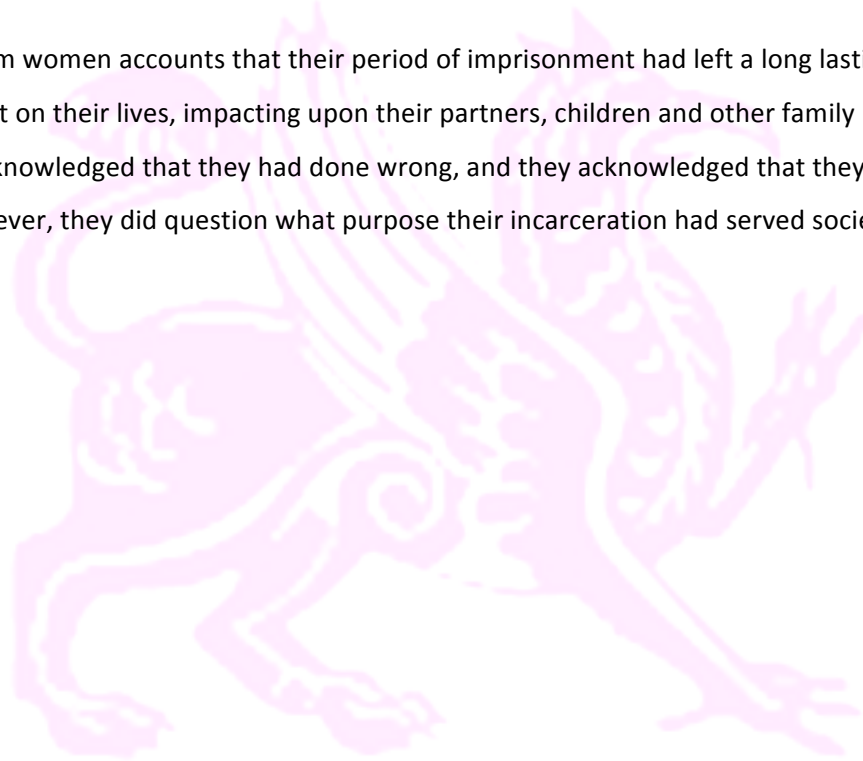 m women accounts that their period of imprisonment had left a long lasti
t on their lives, impacting upon their partners, children and other family
knowledged that they had done wrong, and they acknowledged that they
ever, they did question what purpose their incarceration had served socie